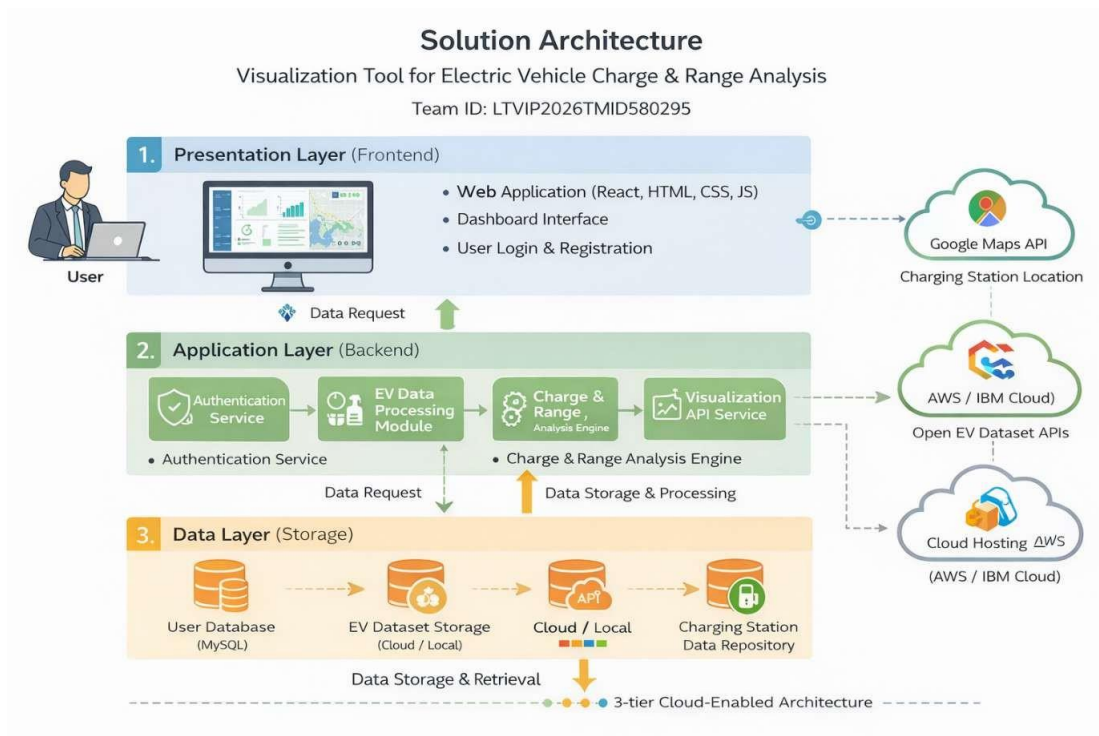 Solution Architecture
Visualization Tool for Electric Vehicle Charge & Range Analysis
Team ID: LTVIP2026TMID580295
1. Presentation Layer (Frontend)
• Web Application (React, HTML, CSS, JS)
• Dashboard Interface
• User Login & Registration
User
Google Maps API
Charging Station Location
Data Request
2. Application Layer (Backend)
Authentication
Service
EV Data
Processing
Module
Charge &
Range,
Analysis Engine
Visualization
API Service
• Authentication Service
• Charge & Range Analysis Engine
AWS / IBM Cloud)
Open EV Dataset APIs
Data Request
Data Storage & Processing
3. Data Layer (Storage)
Cloud Hosting AWS
(AWS / IBM Cloud)
API
User Database
(MySQL)
EV Dataset Storage
(Cloud / Local)
Cloud / Local
Charging Station
Data Repository
Data Storage & Retrieval
3-tier Cloud-Enabled Architecture